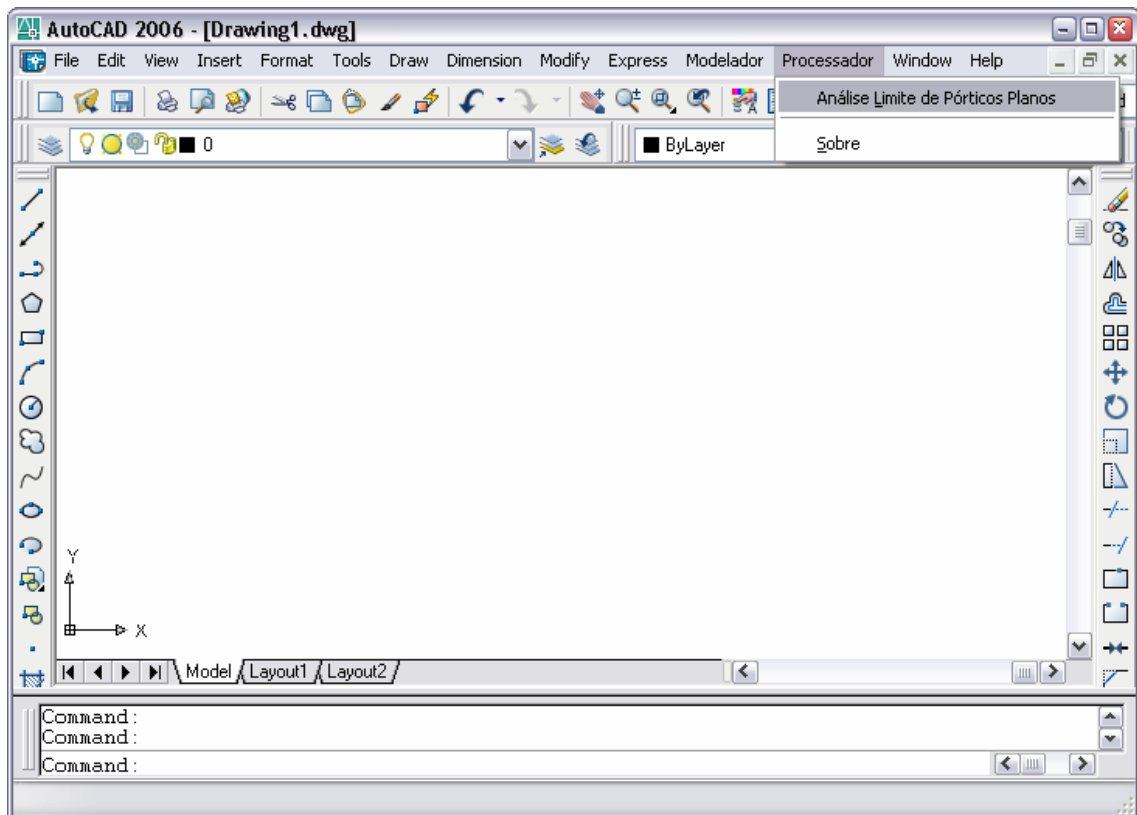 AutoCAD 2006 - [Drawing1.dwg]
File Edit View Insert Format Tools Draw Dimension Modify Express Modelador Processador Window Help
Análise Limite de Pórticos Planos
0
ByLayer
Sobre
Y
X
Model Layout1 Layout2
Command:
Command:
Command: